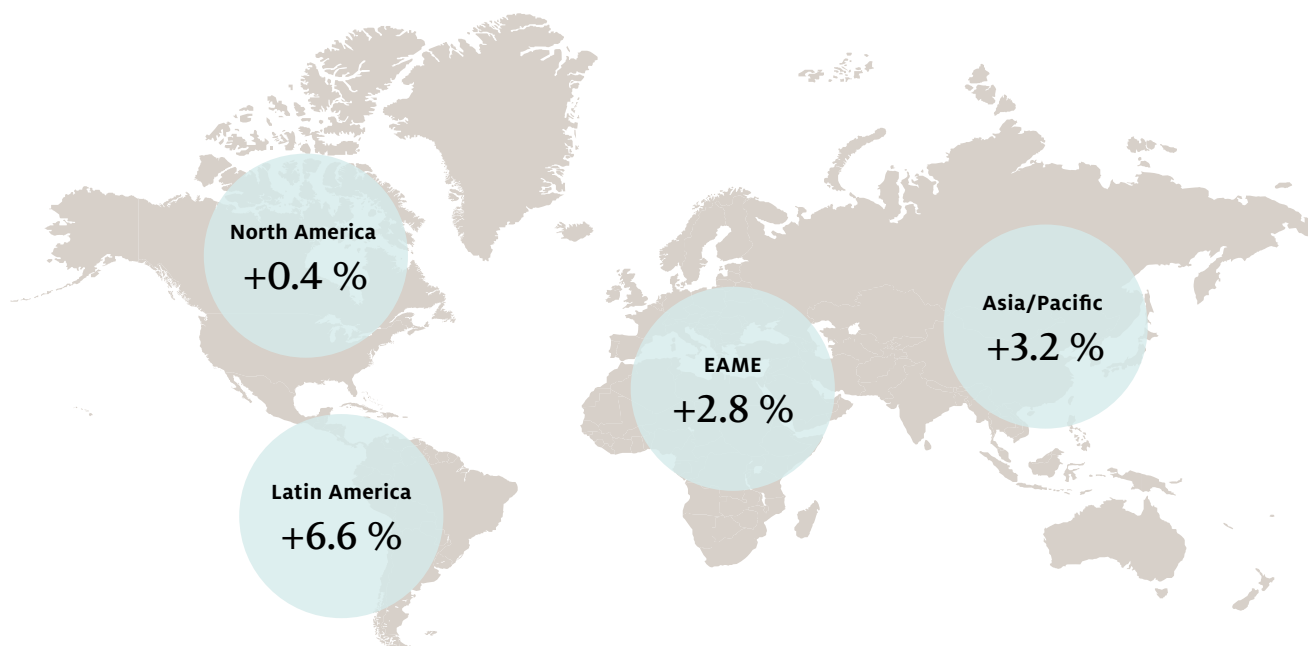 North America
+0.4 %
Asia/Pacific
+3.2 %
EAME
+2.8 %
Latin America
+6.6 %